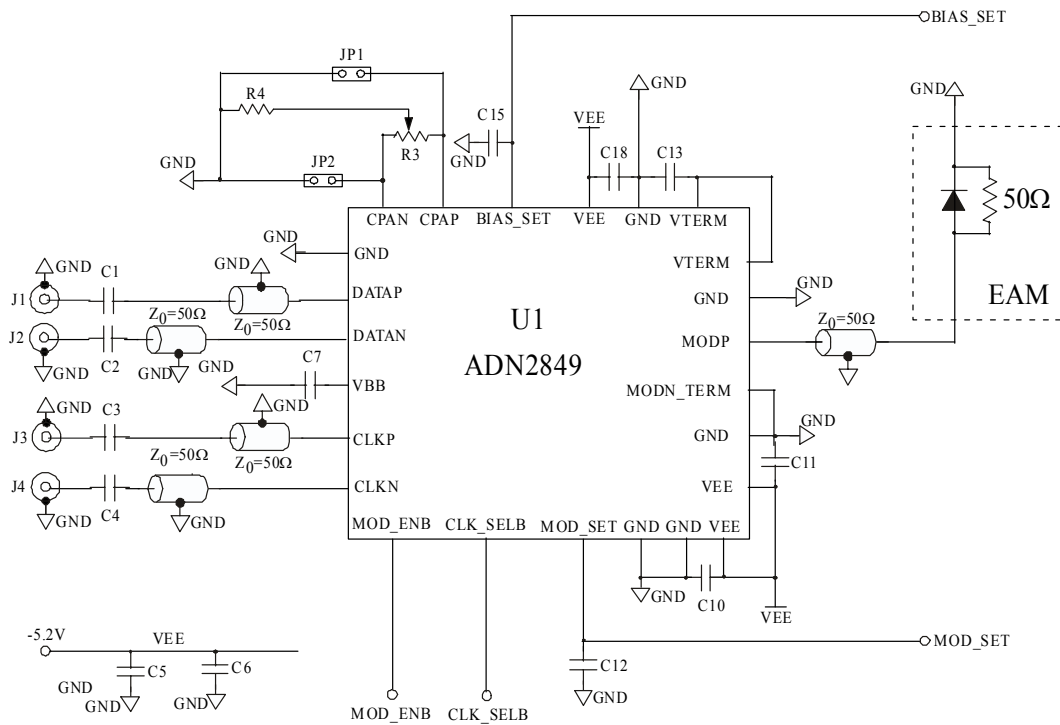 BIAS_SET
JP1
R4
C15
GND
VEE
GND
C18
C13
GND
R3
JP2
GND
50Ω
EAM
CPAN
CPAP
BIAS_SET
VEE
GND
VTERM
GND
GND
VTERM
GND
GND
GND
J1
C1
DATAP
Z0=50Ω
Z0=50Ω
J2
C2
DATAN
GND
GND
GND
U1
ADN2849
MODP
Z0=50Ω
C7
VBB
GND
GND
MODN_TERM
J3
C3
CLKP
Z0=50Ω
Z0=50Ω
GND
GND
C11
J4
C4
CLKN
GND
GND
VEE
MOD_ENB
CLK_SELB
MOD_SET
GND
GND
VEE
GND
C10
VEE
-5.2V
VEE
C5
C6
GND
GND
GND
C12
GND
MOD_SET
MOD_ENB
CLK_SELB